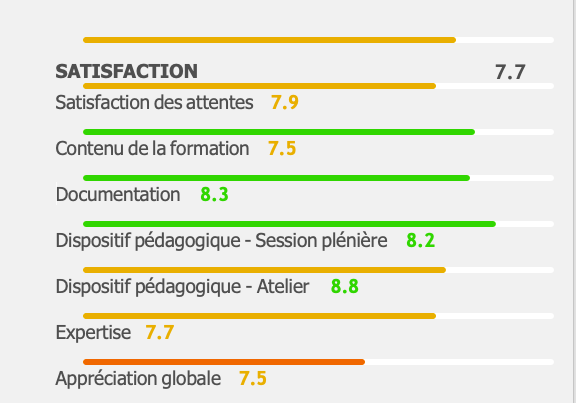 SATISFACTION 7.7
Satisfaction des attentes 7.9
Contenu de la formation 7.5
Documentation 8.3
Dispositif pédagogique - Session plénière 8.2
Dispositif pédagogique - Atelier 8.8
Expertise 7.7
Appréciation globale 7.5